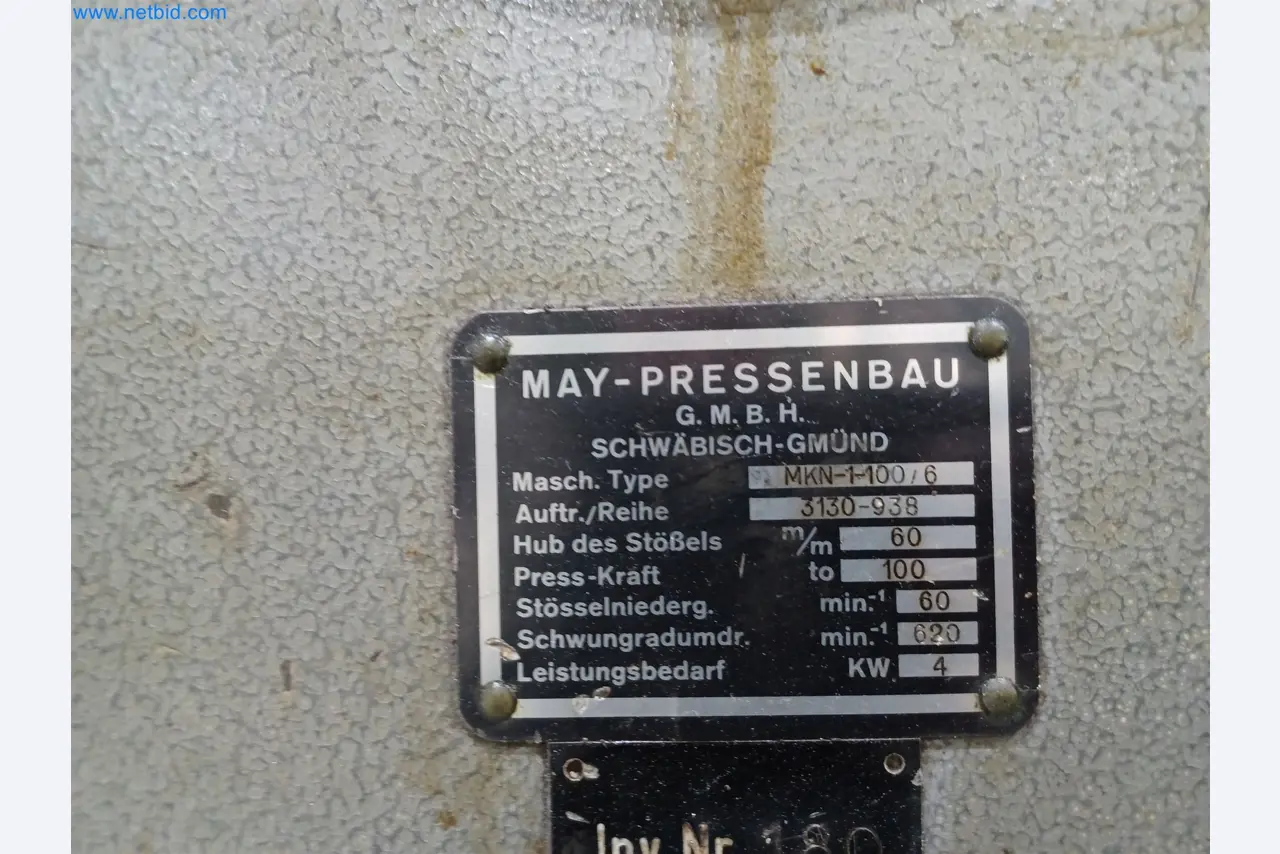 www.netbid.com
MAY-PRESSENBAU
G. M. B. H.
SCHWÄBISCH-GMÜND
Masch. Type MKN-1-100/6
Auftr./Reihe 3130-938
Hub des Stößels m/m 60
Press-Kraft to 100
Stösselniederg. min.⁻¹ 60
Schwungradumdr. min.⁻¹ 620
Leistungsbedarf KW 4
Inv. Nr.